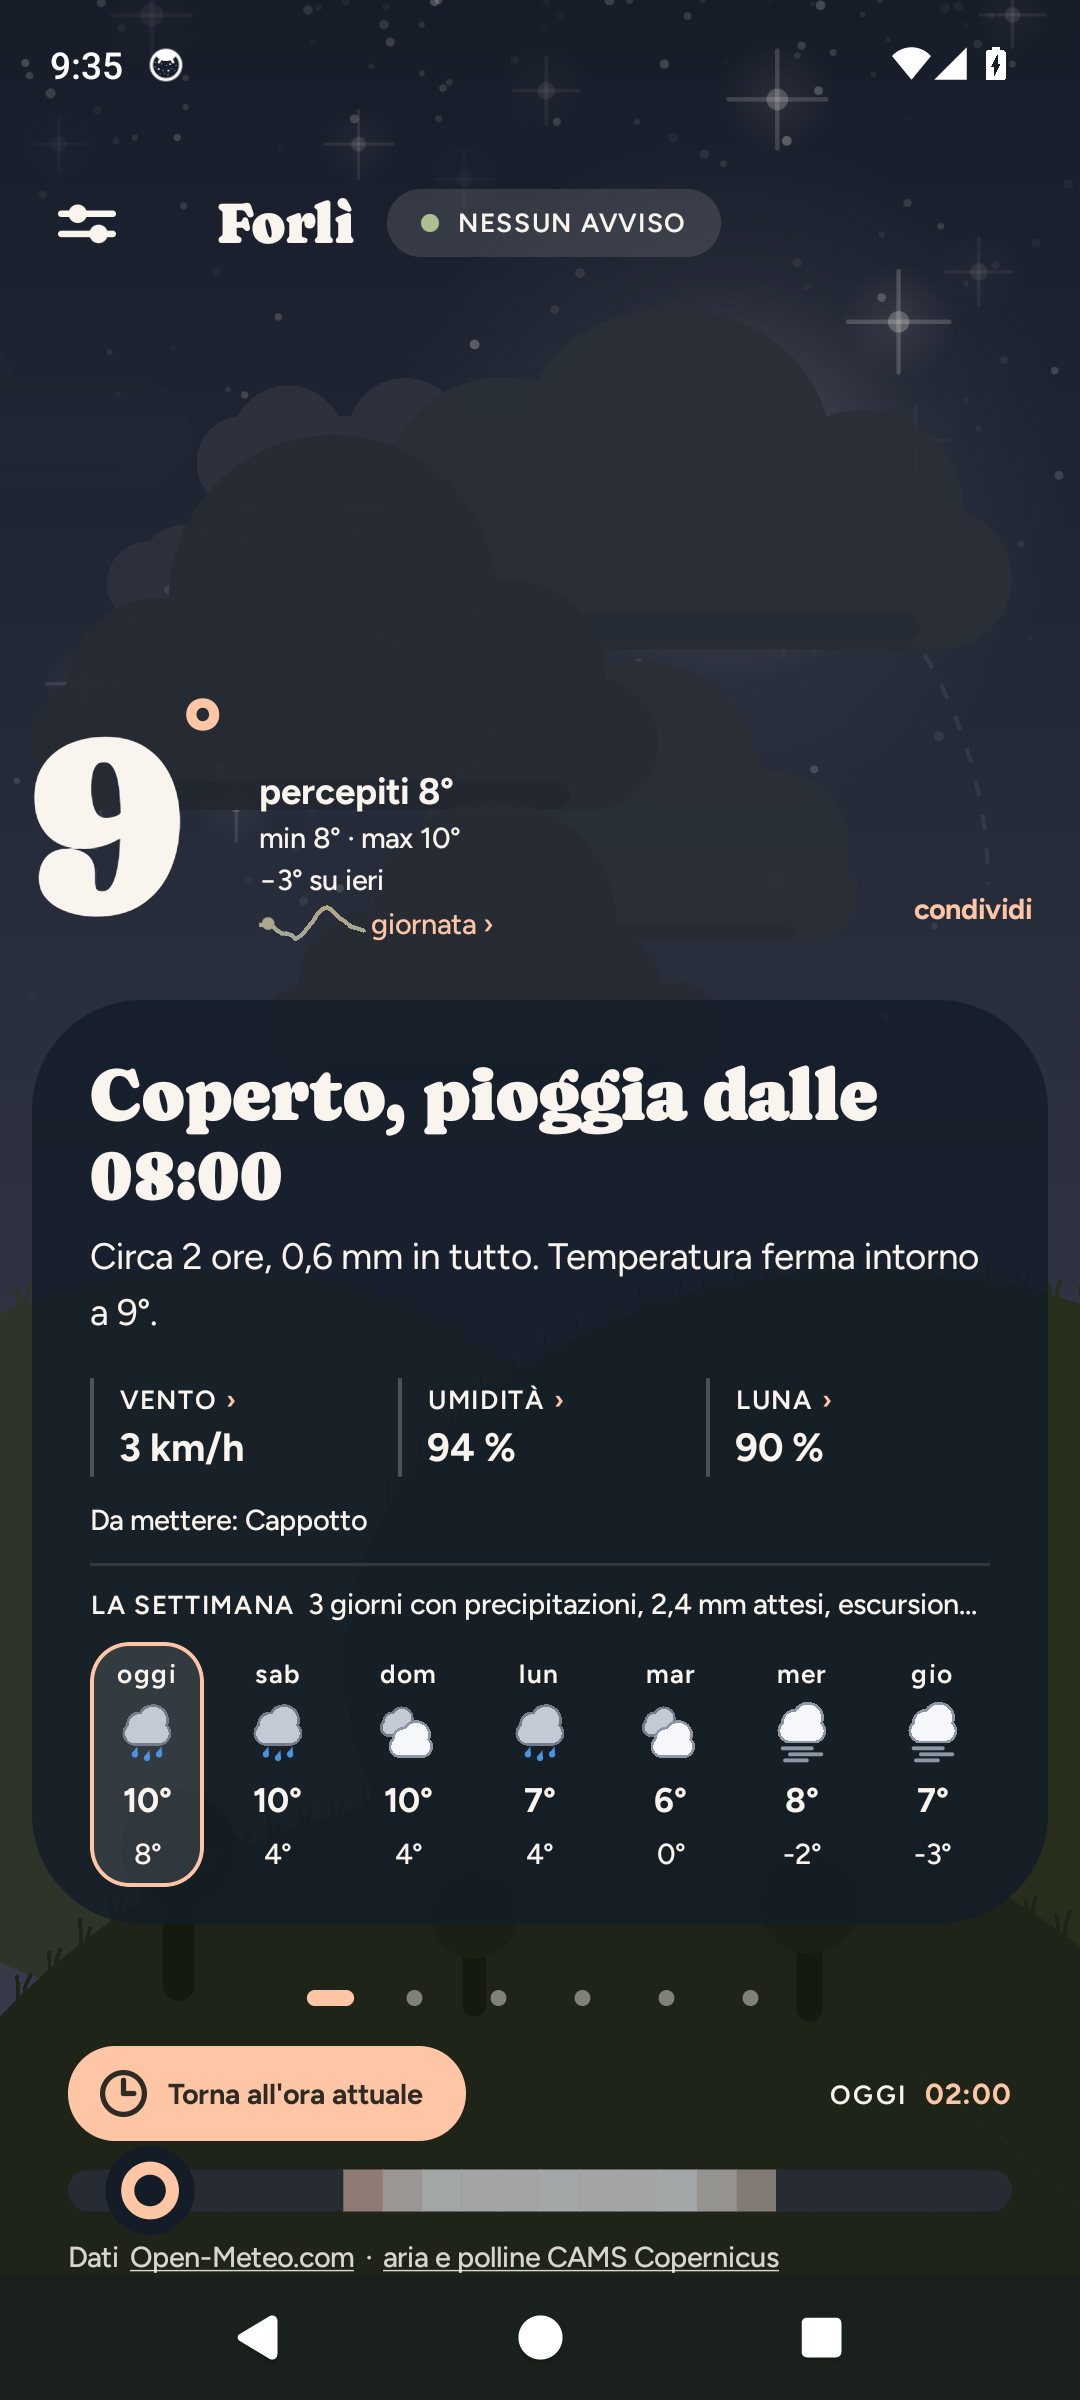 9:35
Forlì
NESSUN AVVISO
9°
percepiti 8°
min 8° · max 10°
−3° su ieri
giornata ›
condividi
Coperto, pioggia dalle
08:00
Circa 2 ore, 0,6 mm in tutto. Temperatura ferma intorno
a 9°.
VENTO › UMIDITÀ › LUNA ›
3 km/h 94 % 90 %
Da mettere: Cappotto
LA SETTIMANA 3 giorni con precipitazioni, 2,4 mm attesi, escursion...
oggi sab dom lun mar mer gio
10° 10° 10° 7° 6° 8° 7°
8° 4° 4° 4° 0° -2° -3°
Torna all'ora attuale
OGGI 02:00
Dati Open-Meteo.com · aria e polline CAMS Copernicus